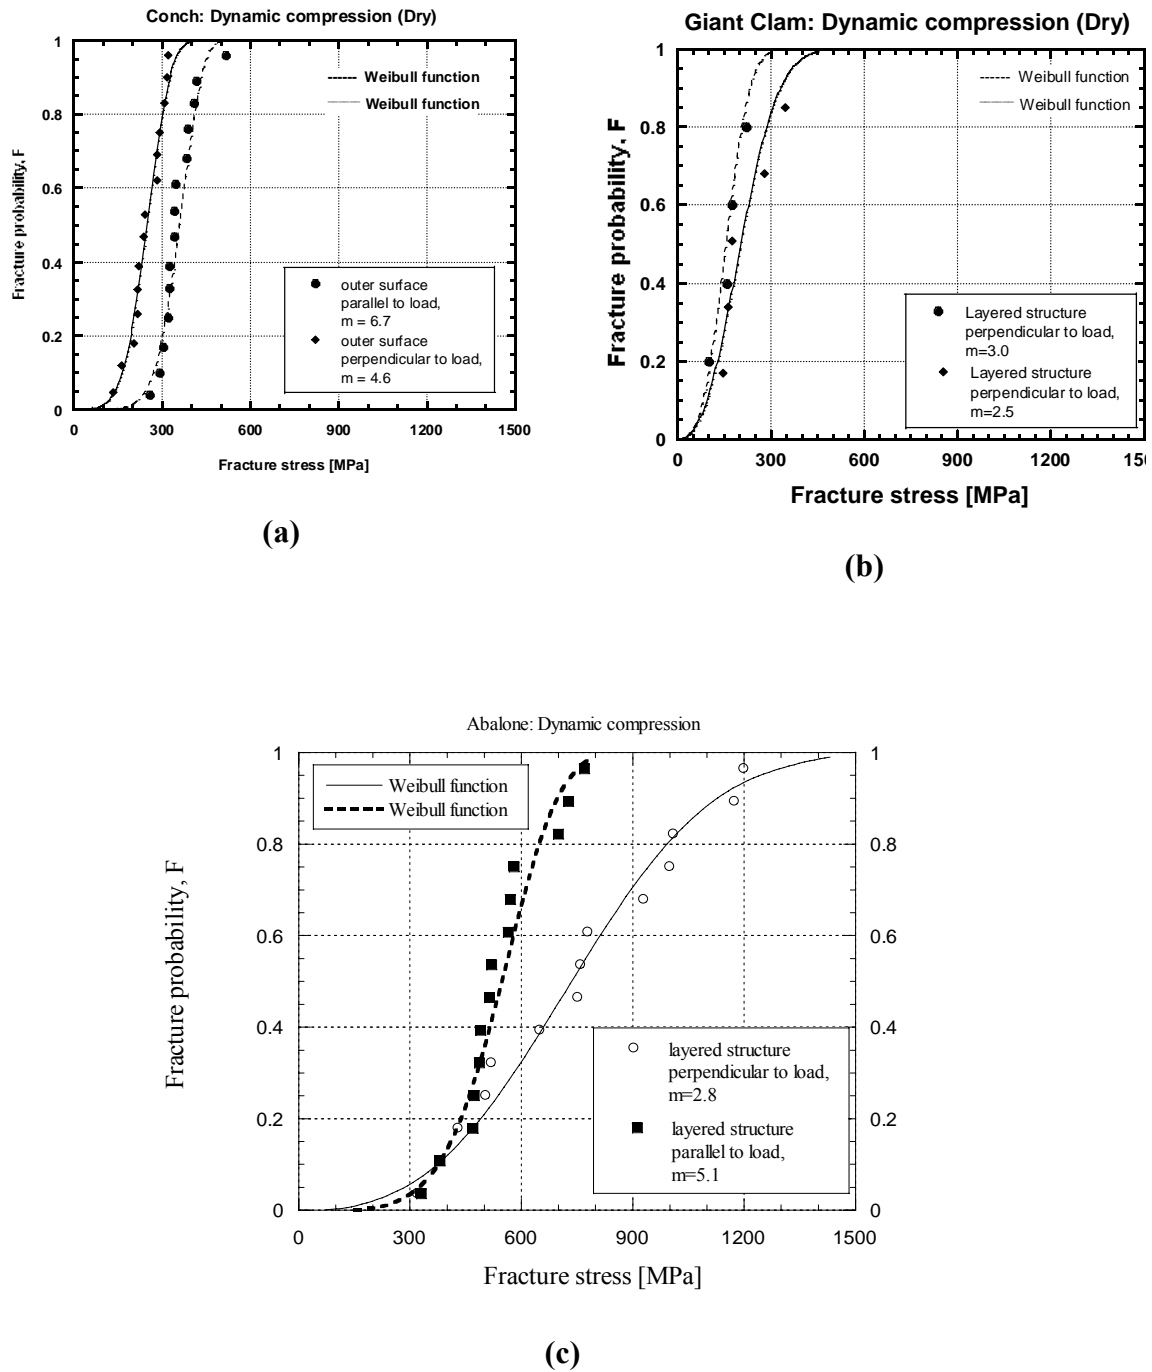 Conch: Dynamic compression (Dry)
1
0.8
0.6
0.4
0.2
0
Fracture probability, F
Weibull function
Weibull function
outer surface
parallel to load,
m = 6.7
outer surface
perpendicular to load,
m = 4.6
0 300 600 900 1200 1500
Fracture stress [MPa]
(a)
Giant Clam: Dynamic compression (Dry)
1
0.8
0.6
0.4
0.2
0
Fracture probability, F
Weibull function
Weibull function
Layered structure
perpendicular to load,
m=3.0
Layered structure
perpendicular to load,
m=2.5
0 300 600 900 1200 150
Fracture stress [MPa]
(b)
Abalone: Dynamic compression
1 1
0.8 0.8
0.6 0.6
0.4 0.4
0.2 0.2
0 0
Fracture probability, F
Weibull function
Weibull function
layered structure
perpendicular to load,
m=2.8
layered structure
parallel to load,
m=5.1
0 300 600 900 1200 1500
Fracture stress [MPa]
(c)